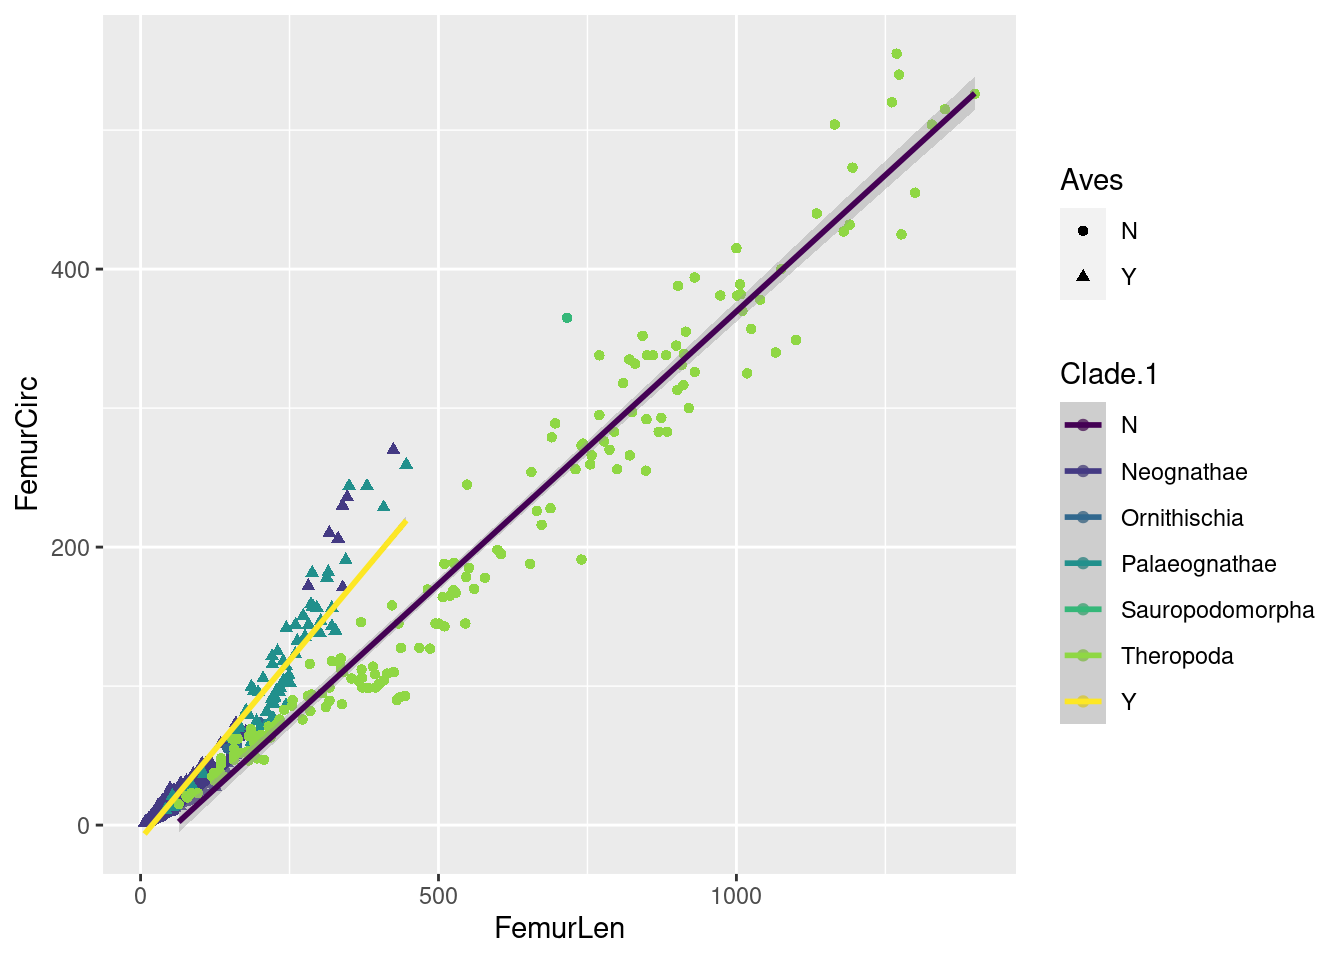 FemurCirc
400
200
0
0
500
1000
FemurLen
Aves
N
Y
Clade.1
N
Neognathae
Ornithischia
Palaeognathae
Sauropodomorpha
Theropoda
Y